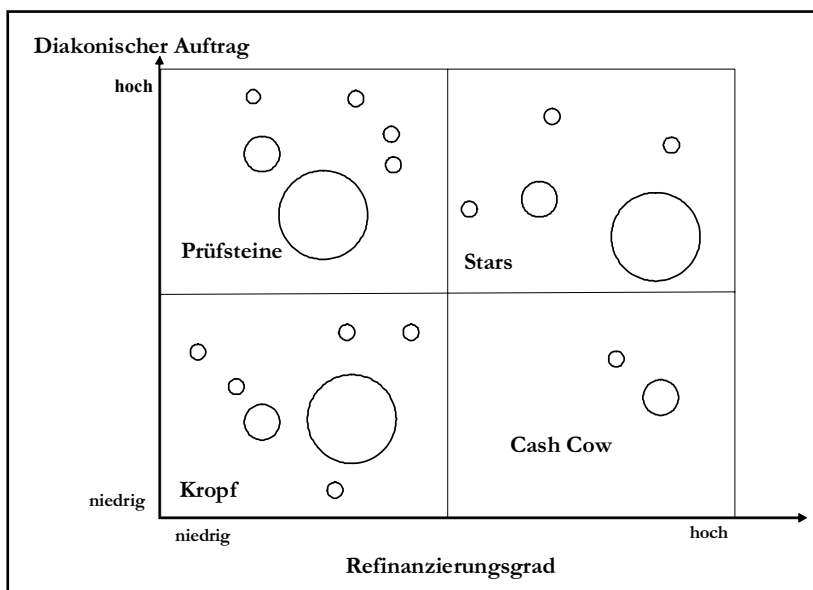 Diakonischer Auftrag
hoch
Prüfsteine
Stars
Cash Cow
Kropf
niedrig
niedrig
hoch
Refinanzierungsgrad